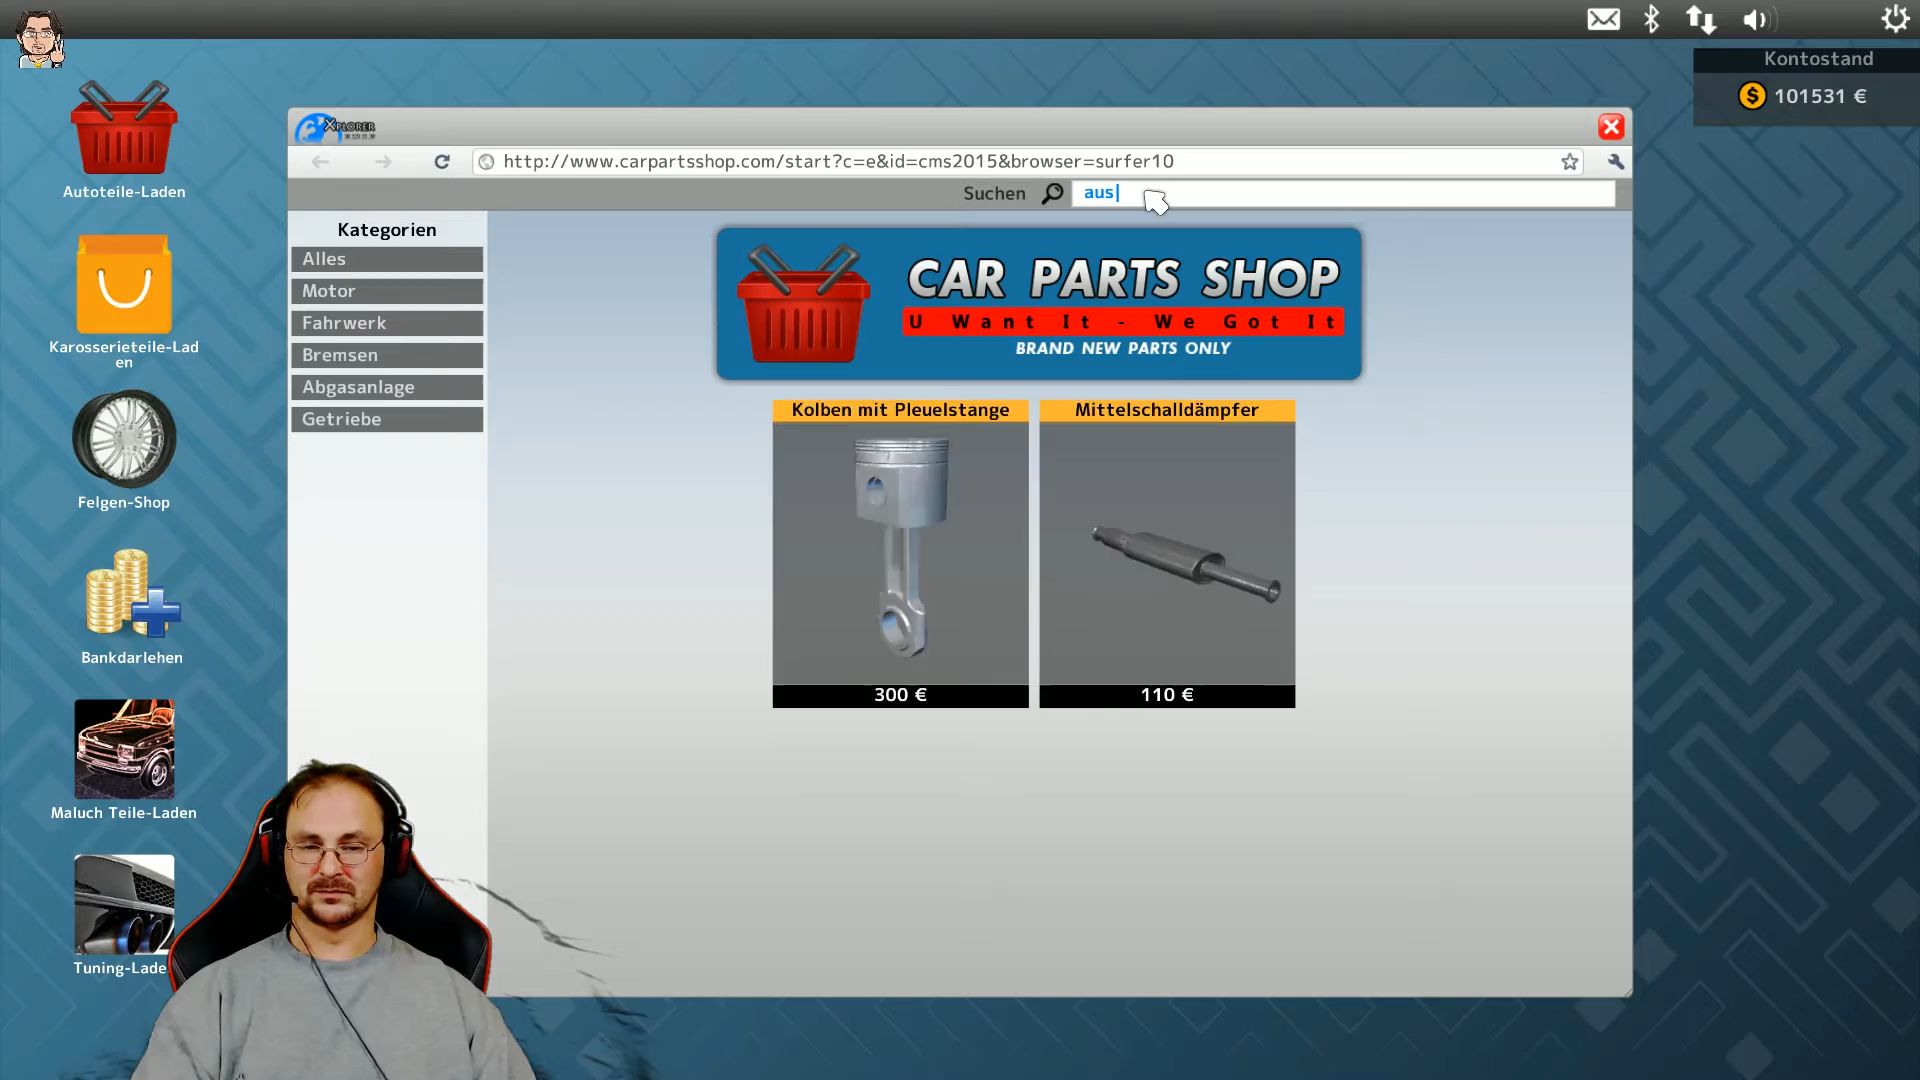 Kontostand
101531 €
Autoteile-Laden
Karosserieteile-Lad
en
Felgen-Shop
Bankdarlehen
Maluch Teile-Laden
Tuning-Lade
XPLORER
http://www.carpartsshop.com/start?c=e&id=cms2015&browser=surfer10
Suchen
aus
Kategorien
Alles
Motor
Fahrwerk
Bremsen
Abgasanlage
Getriebe
CAR PARTS SHOP
U Want It - We Got It
BRAND NEW PARTS ONLY
Kolben mit Pleuelstange
300 €
Mittelschalldämpfer
110 €